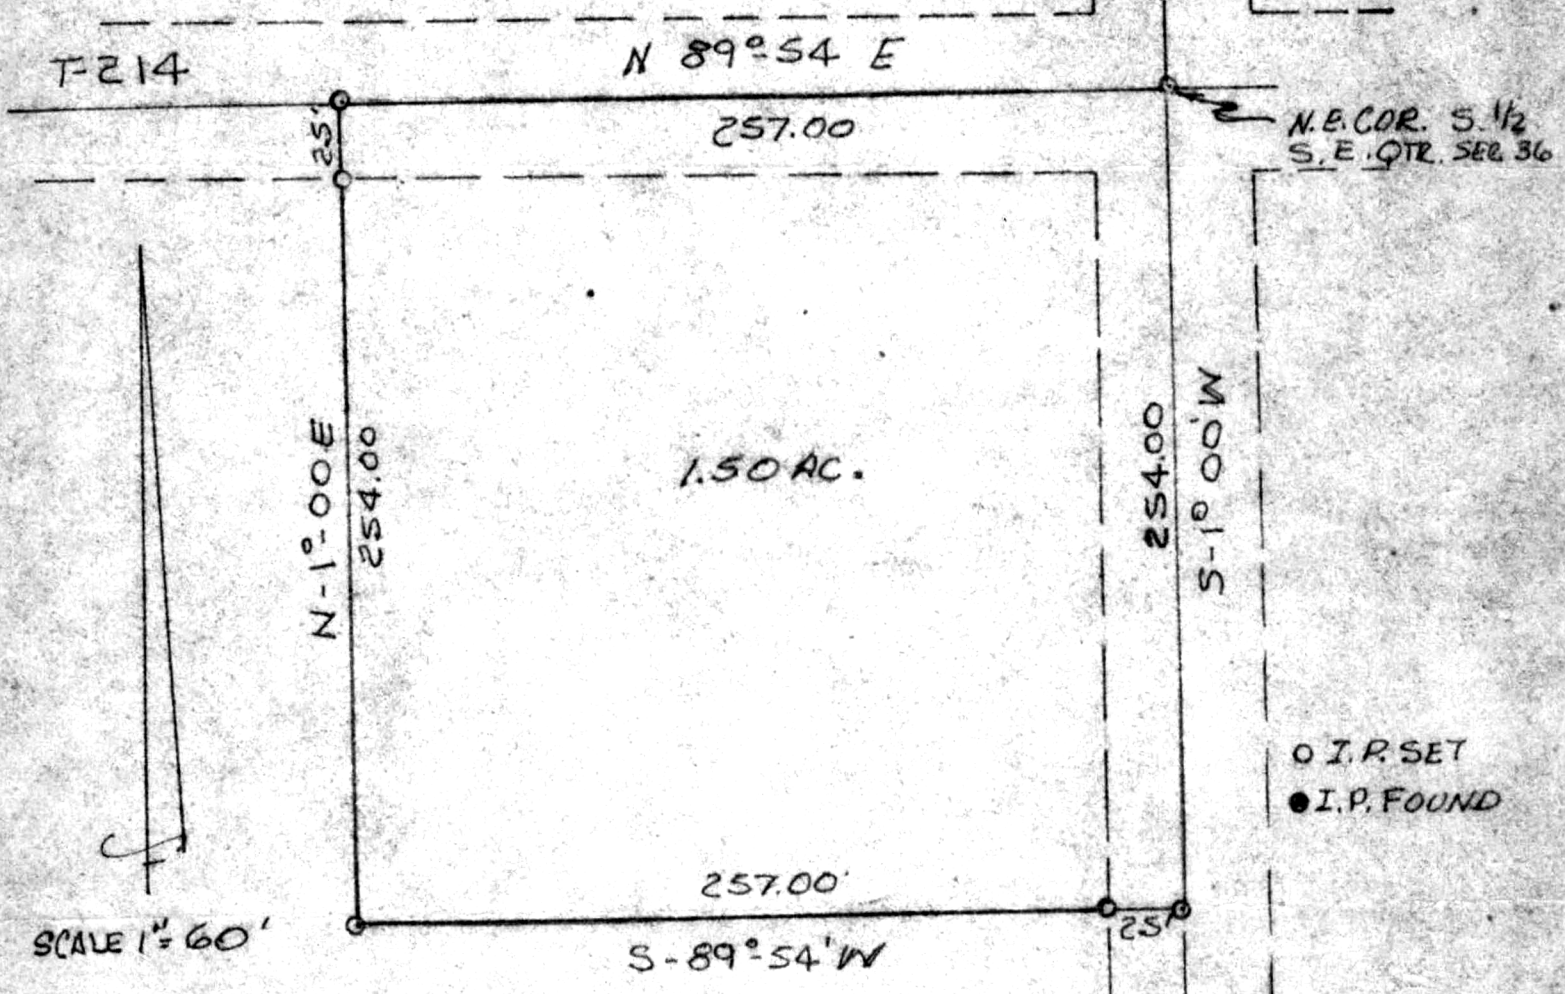 T-214
N 89°-54 E
257.00
25'
N.E. COR. S. 1/2
S.E. QTR. SEC. 36
N-1°-00E
254.00
1.50 AC.
254.00
S-1° 00'W
O I.P. SET
● I.P. FOUND
257.00'
25'
S-89°-54'W
SCALE 1"=60'